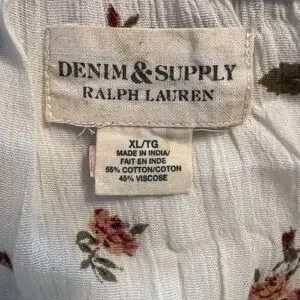 DENIM&SUPPLY
RALPH LAUREN
XL/TG
MADE IN INDIA/
FAIT EN INDE
55% COTTON/COTON
45% VISCOSE